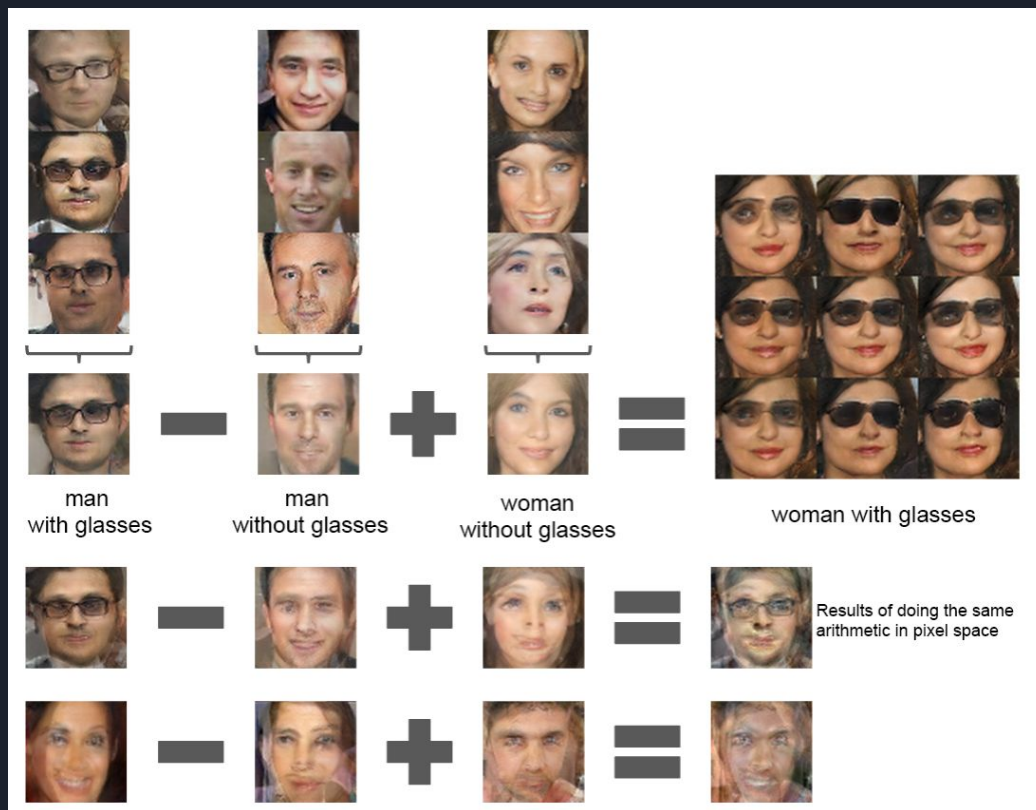 man
with glasses
man
without glasses
woman
without glasses
woman with glasses
Results of doing the same
arithmetic in pixel space